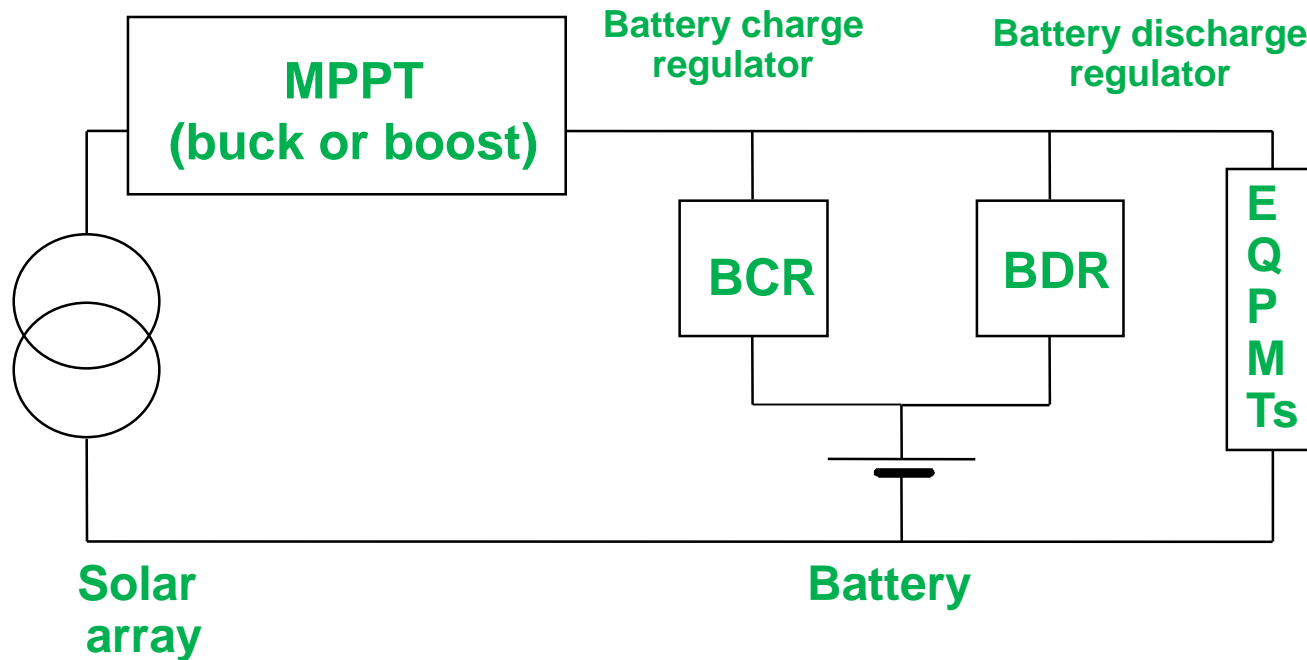 Battery charge
regulator
Battery discharge
regulator
MPPT
(buck or boost)
BCR
BDR
E
Q
P
M
Ts
Solar
array
Battery